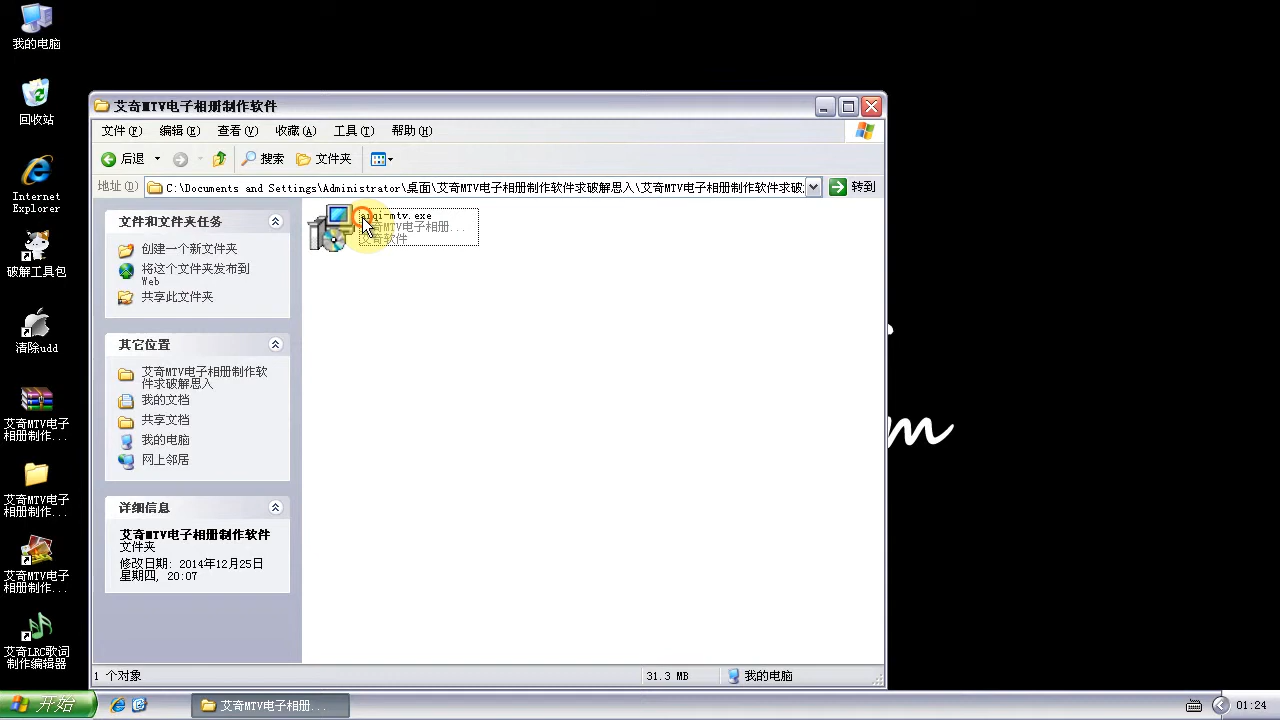 我的电脑
回收站
Internet
Explorer
破解工具包
清除udd
艾奇MTV电子
相册制作...
艾奇MTV电子
相册制作...
艾奇MTV电子
相册制作...
艾奇LRC歌词
制作编辑器
艾奇MTV电子相册制作软件
文件(F) 编辑(E) 查看(V) 收藏(A) 工具(T) 帮助(H)
后退 搜索 文件夹
地址 C:\Documents and Settings\Administrator\桌面\艾奇MTV电子相册制作软件求破解思入\艾奇MTV电子相册制作软件求破 转到
文件和文件夹任务
创建一个新文件夹
将这个文件夹发布到
Web
共享此文件夹
其它位置
艾奇MTV电子相册制作软
件求破解思入
我的文档
共享文档
我的电脑
网上邻居
详细信息
艾奇MTV电子相册制作软件
文件夹
修改日期: 2014年12月25日
星期四, 20:07
aiqi-mtv.exe
艾奇MTV电子相册...
艾奇软件
1 个对象 31.3 MB 我的电脑
m
开始 艾奇MTV电子相册... 01:24